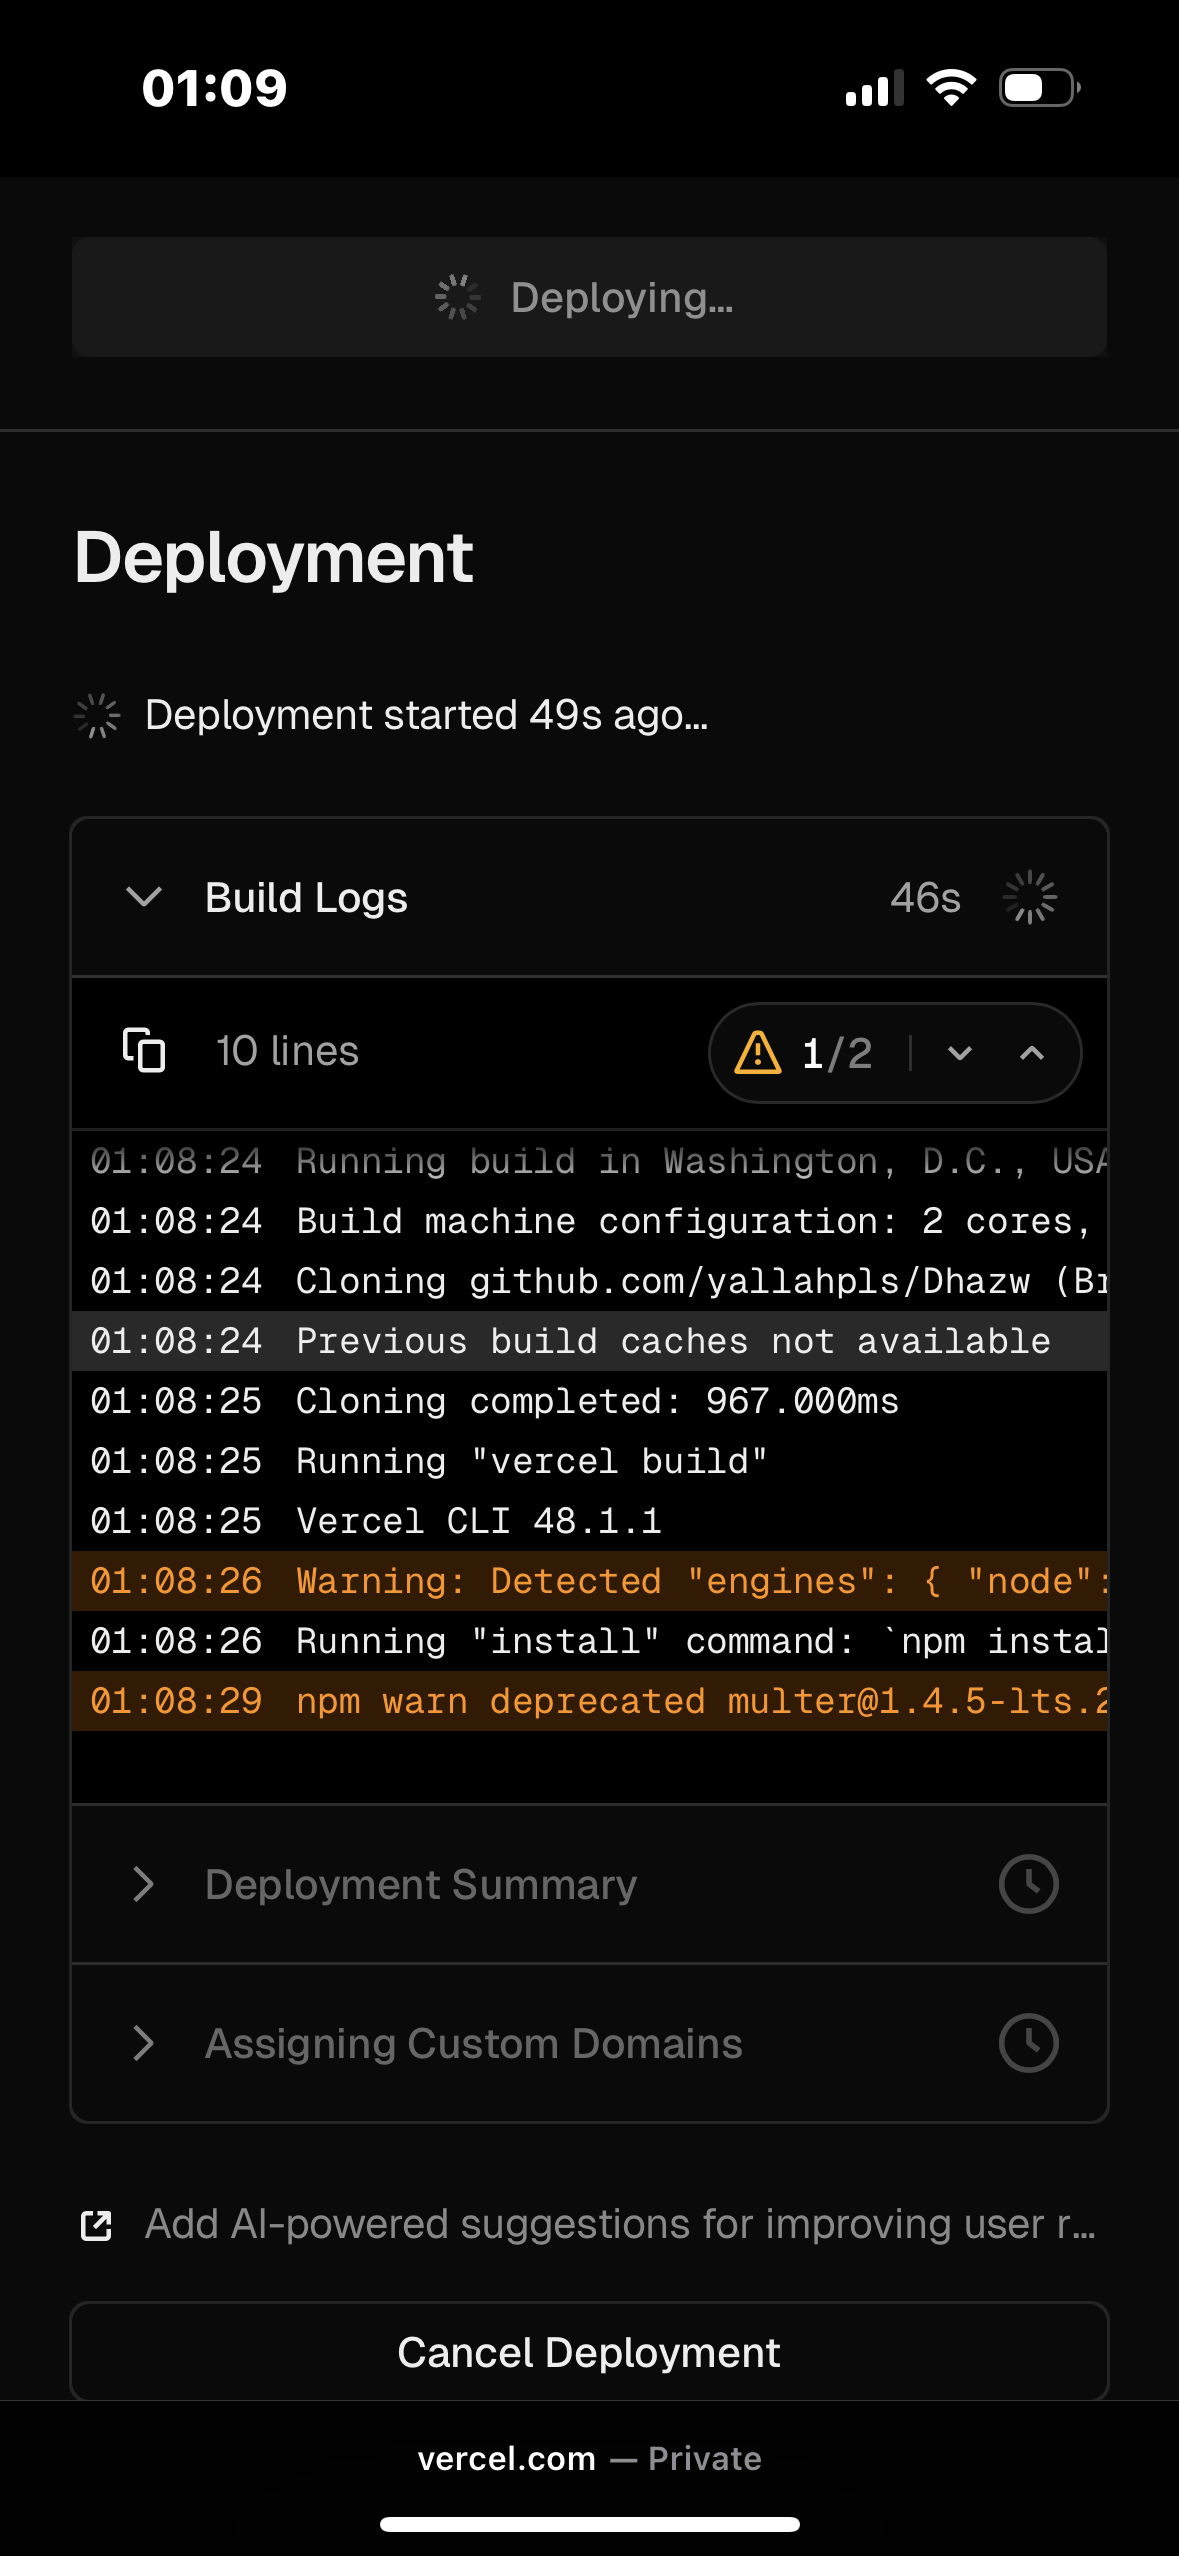 01:09
Deploying...
Deployment
Deployment started 49s ago...
Build Logs 46s
10 lines 1/2
01:08:24 Running build in Washington, D.C., USA
01:08:24 Build machine configuration: 2 cores,
01:08:24 Cloning github.com/yallahpls/Dhazw (Br
01:08:24 Previous build caches not available
01:08:25 Cloning completed: 967.000ms
01:08:25 Running "vercel build"
01:08:25 Vercel CLI 48.1.1
01:08:26 Warning: Detected "engines": { "node":
01:08:26 Running "install" command: `npm instal
01:08:29 npm warn deprecated multer@1.4.5-lts.2
Deployment Summary
Assigning Custom Domains
Add AI-powered suggestions for improving user r...
Cancel Deployment
vercel.com — Private